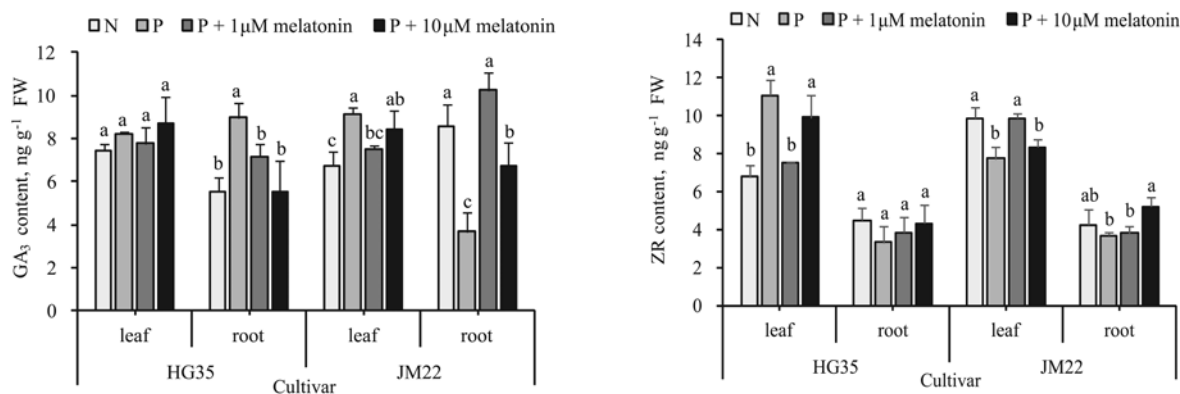 N P P + 1μM melatonin P + 10μM melatonin
GA₃ content, ng g⁻¹ FW
12
10
8
6
4
2
0
a a a a b a b b c a bc ab a c a b
leaf root leaf root
HG35 JM22
Cultivar
N P P + 1μM melatonin P + 10μM melatonin
ZR content, ng g⁻¹ FW
14
12
10
8
6
4
2
0
b a b a a a a a a b a b ab b b a
leaf root leaf root
HG35 JM22
Cultivar